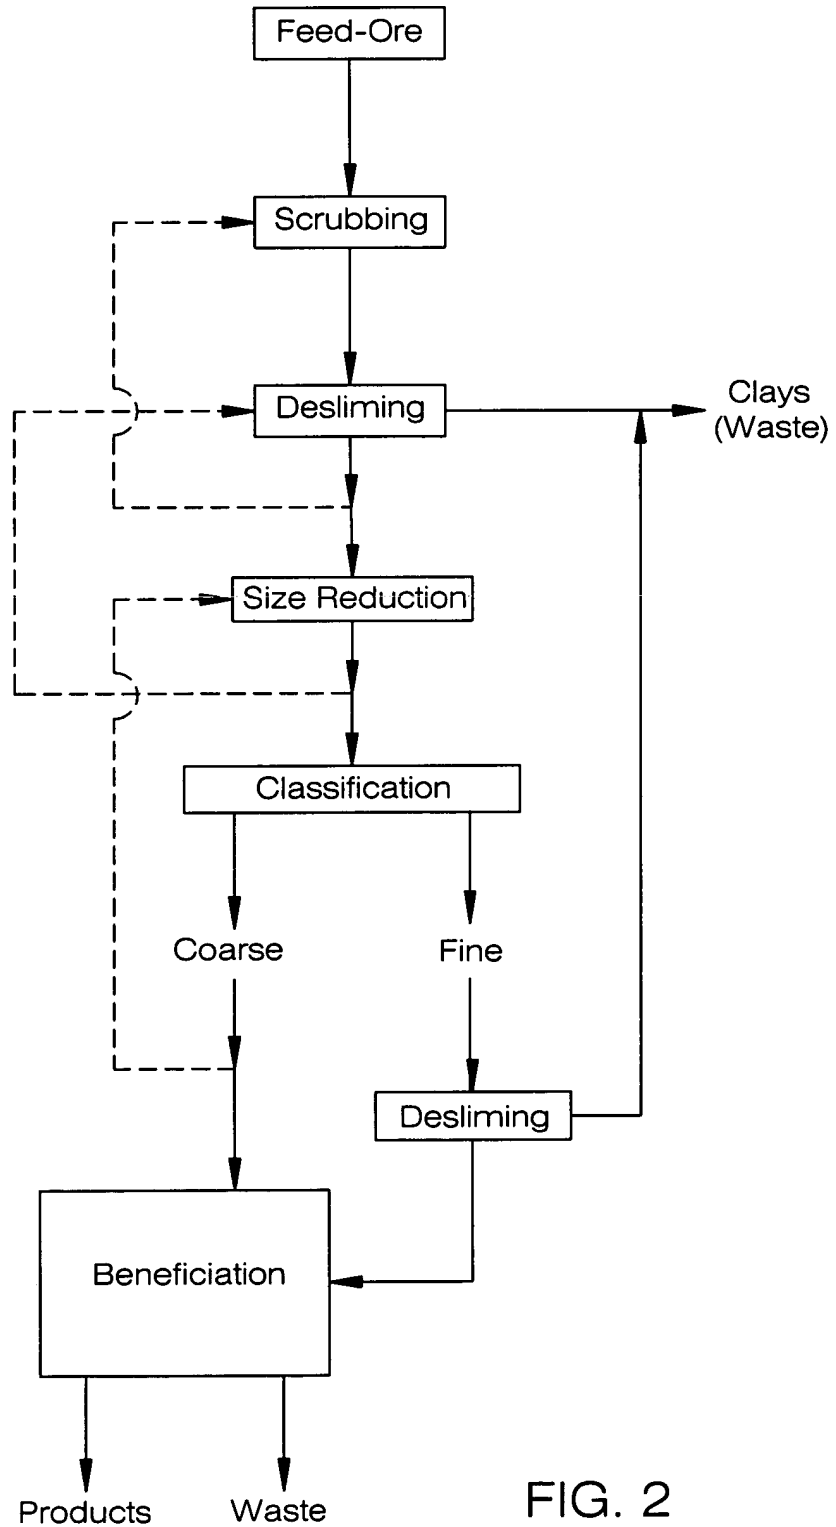 Feed-Ore
Scrubbing
Desliming
Clays
(Waste)
Size Reduction
Classification
Coarse
Fine
Desliming
Beneficiation
Products
Waste
FIG. 2